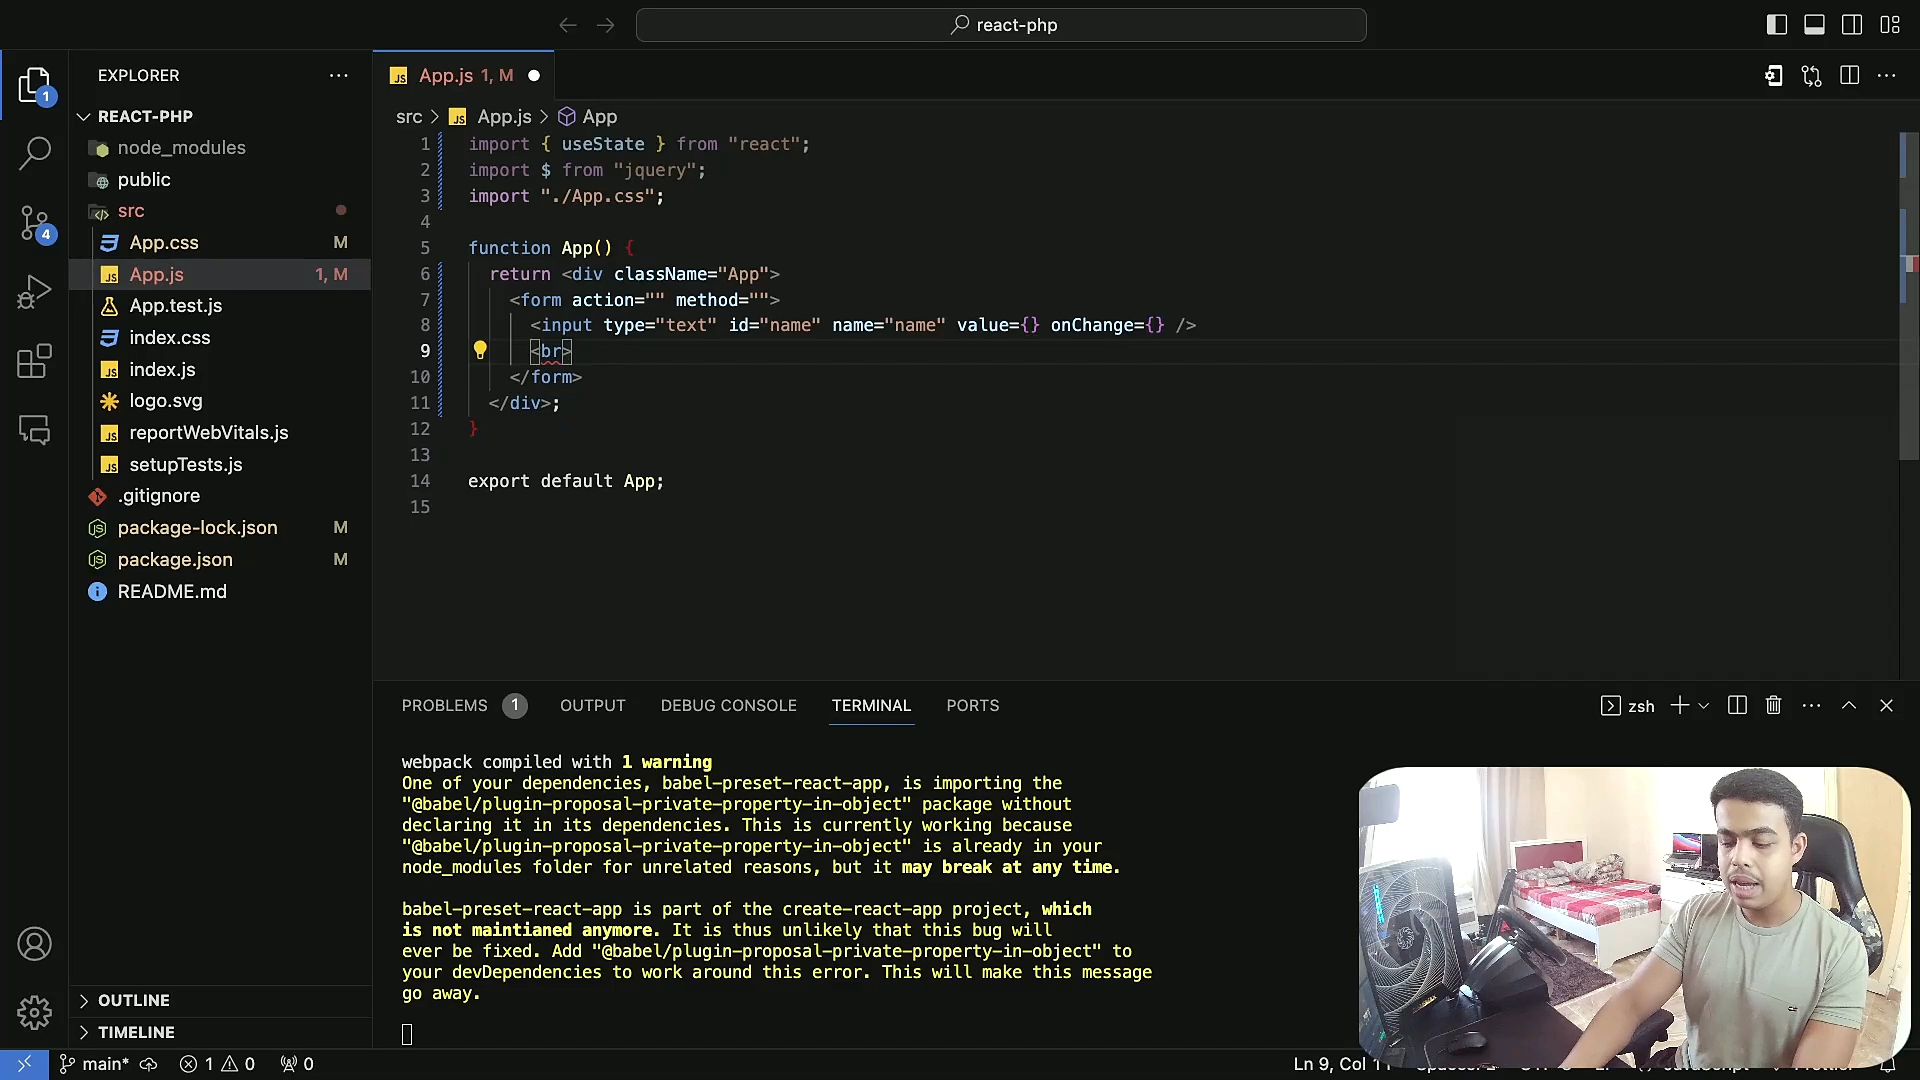 react-php
EXPLORER
REACT-PHP
node_modules
public
src
App.css M
App.js 1, M
App.test.js
index.css
index.js
logo.svg
reportWebVitals.js
setupTests.js
.gitignore
package-lock.json M
package.json M
README.md
OUTLINE
TIMELINE
1
4
App.js 1, M
src > App.js > App
1 import { useState } from "react";
2 import $ from "jquery";
3 import "./App.css";
4
5 function App() {
6 return <div className="App">
7 <form action="" method="">
8 <input type="text" id="name" name="name" value={} onChange={} />
9 <br>
10 </form>
11 </div>;
12 }
13
14 export default App;
15
PROBLEMS 1 OUTPUT DEBUG CONSOLE TERMINAL PORTS
zsh
webpack compiled with 1 warning
One of your dependencies, babel-preset-react-app, is importing the
"@babel/plugin-proposal-private-property-in-object" package without
declaring it in its dependencies. This is currently working because
"@babel/plugin-proposal-private-property-in-object" is already in your
node_modules folder for unrelated reasons, but it may break at any time.
babel-preset-react-app is part of the create-react-app project, which
is not maintianed anymore. It is thus unlikely that this bug will
ever be fixed. Add "@babel/plugin-proposal-private-property-in-object" to
your devDependencies to work around this error. This will make this message
go away.
main* 1 0 0
Ln 9, Col